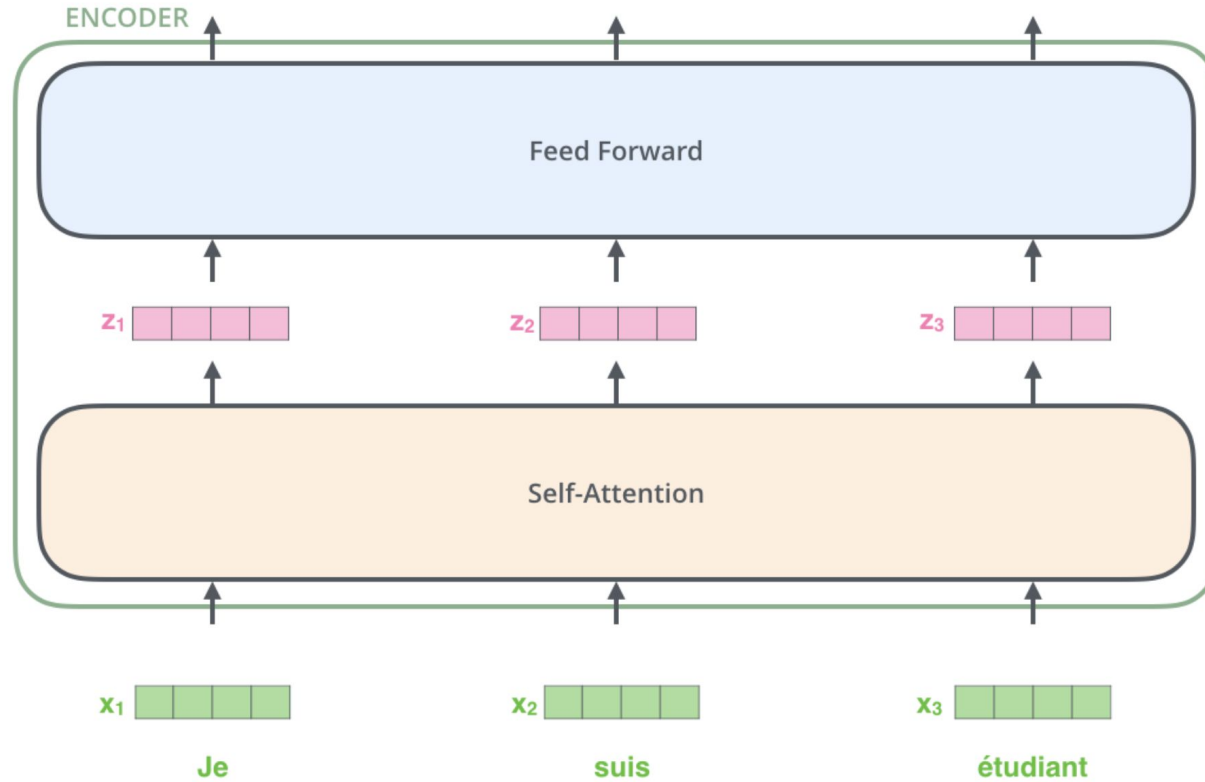 ENCODER
Feed Forward
z₁ z₂ z₃
Self-Attention
x₁ x₂ x₃
Je suis étudiant